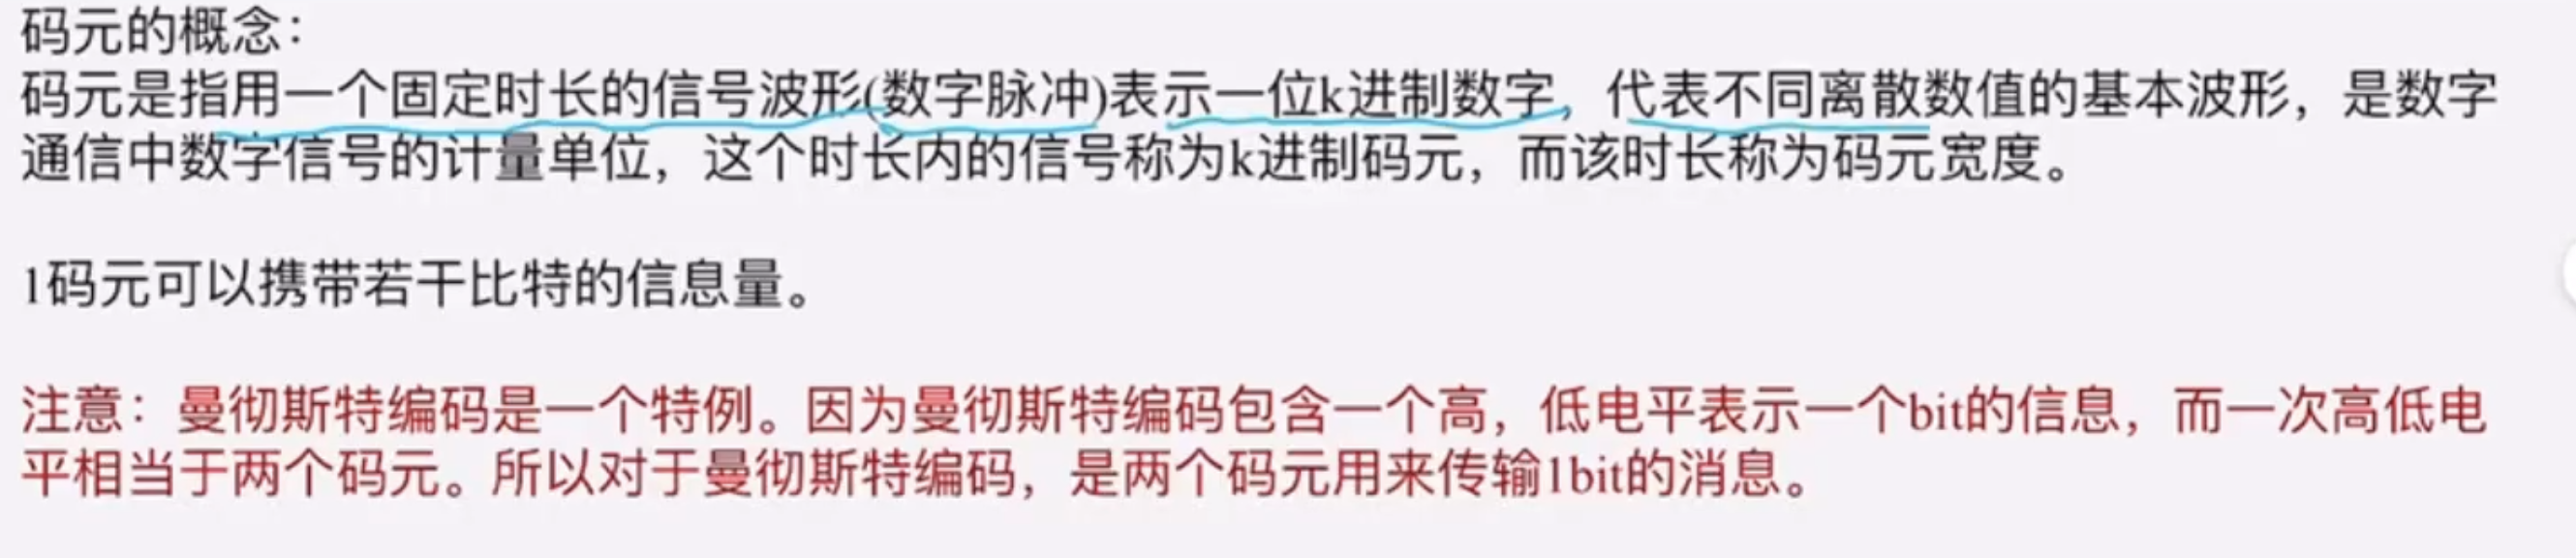 码元的概念：
码元是指用一个固定时长的信号波形(数字脉冲)表示一位k进制数字，代表不同离散数值的基本波形，是数字
通信中数字信号的计量单位，这个时长内的信号称为k进制码元，而该时长称为码元宽度。
1码元可以携带若干比特的信息量。
注意：曼彻斯特编码是一个特例。因为曼彻斯特编码包含一个高，低电平表示一个bit的信息，而一次高低电
平相当于两个码元。所以对于曼彻斯特编码，是两个码元用来传输1bit的消息。